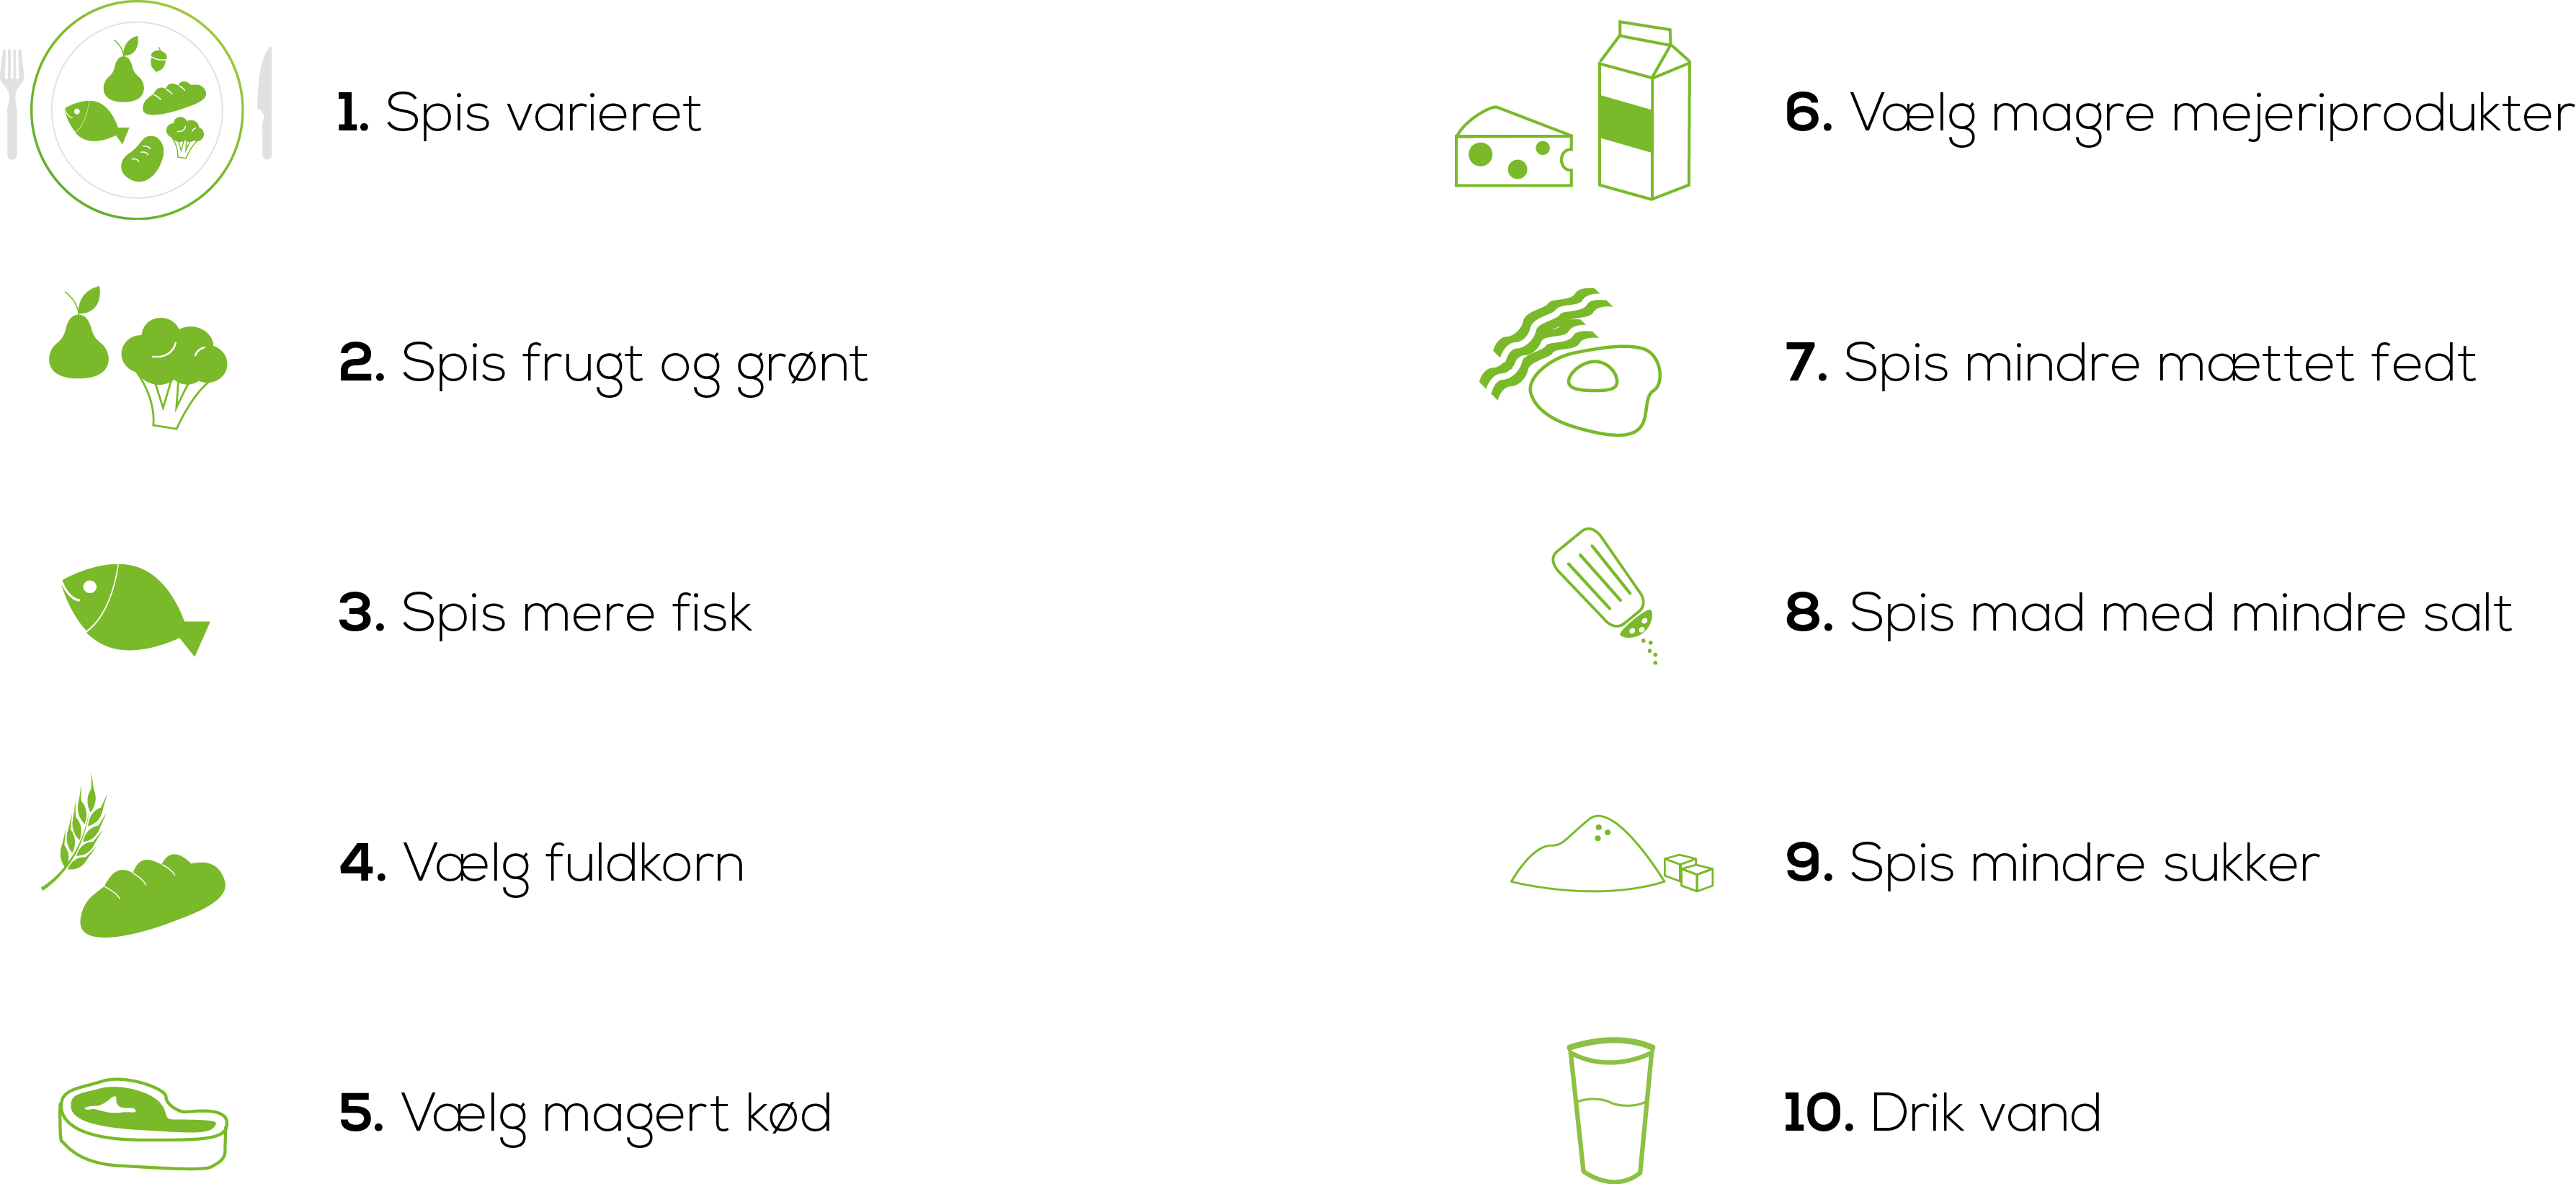 1. Spis varieret
2. Spis frugt og grønt
3. Spis mere fisk
4. Vælg fuldkorn
5. Vælg magert kød
6. Vælg magre mejeriprodukter
7. Spis mindre mættet fedt
8. Spis mad med mindre salt
9. Spis mindre sukker
10. Drik vand